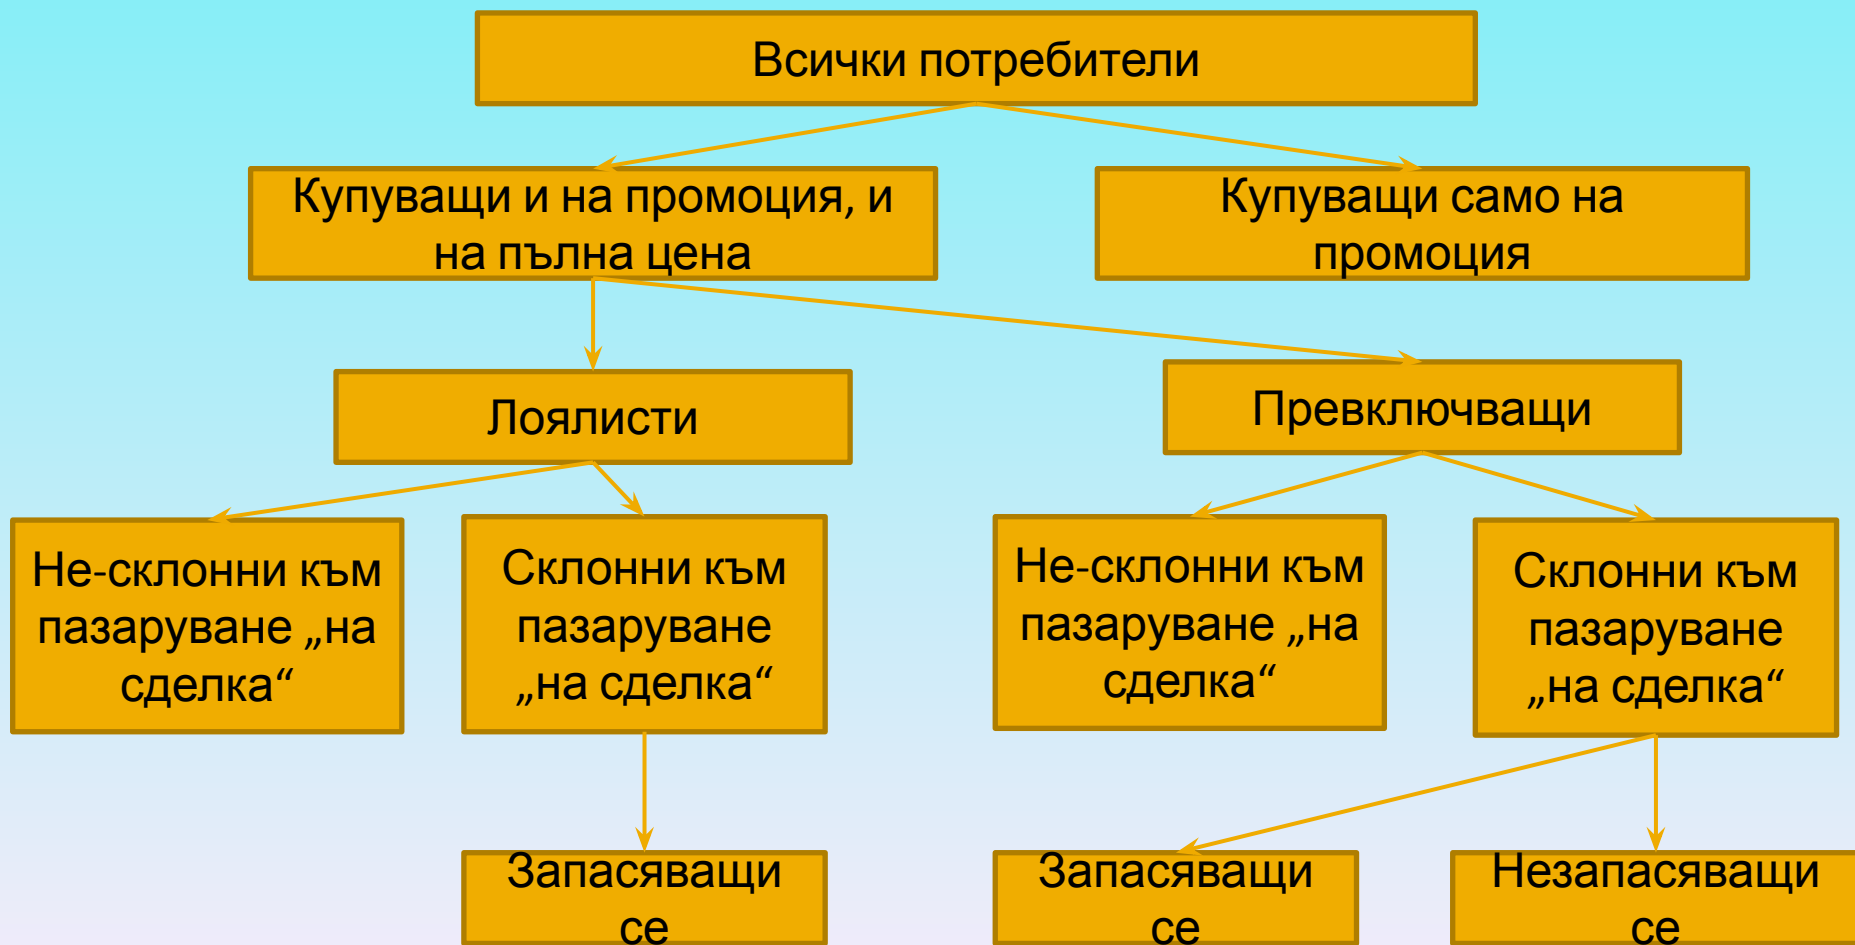 Всички потребители
Купуващи и на промоция, и
на пълна цена
Купуващи само на
промоция
Лоялисти
Превключващи
Не-склонни към
пазаруване „на
сделка“
Склонни към
пазаруване
„на сделка“
Не-склонни към
пазаруване „на
сделка“
Склонни към
пазаруване
„на сделка“
Запасяващи
се
Запасяващи
се
Незапасяващи
се